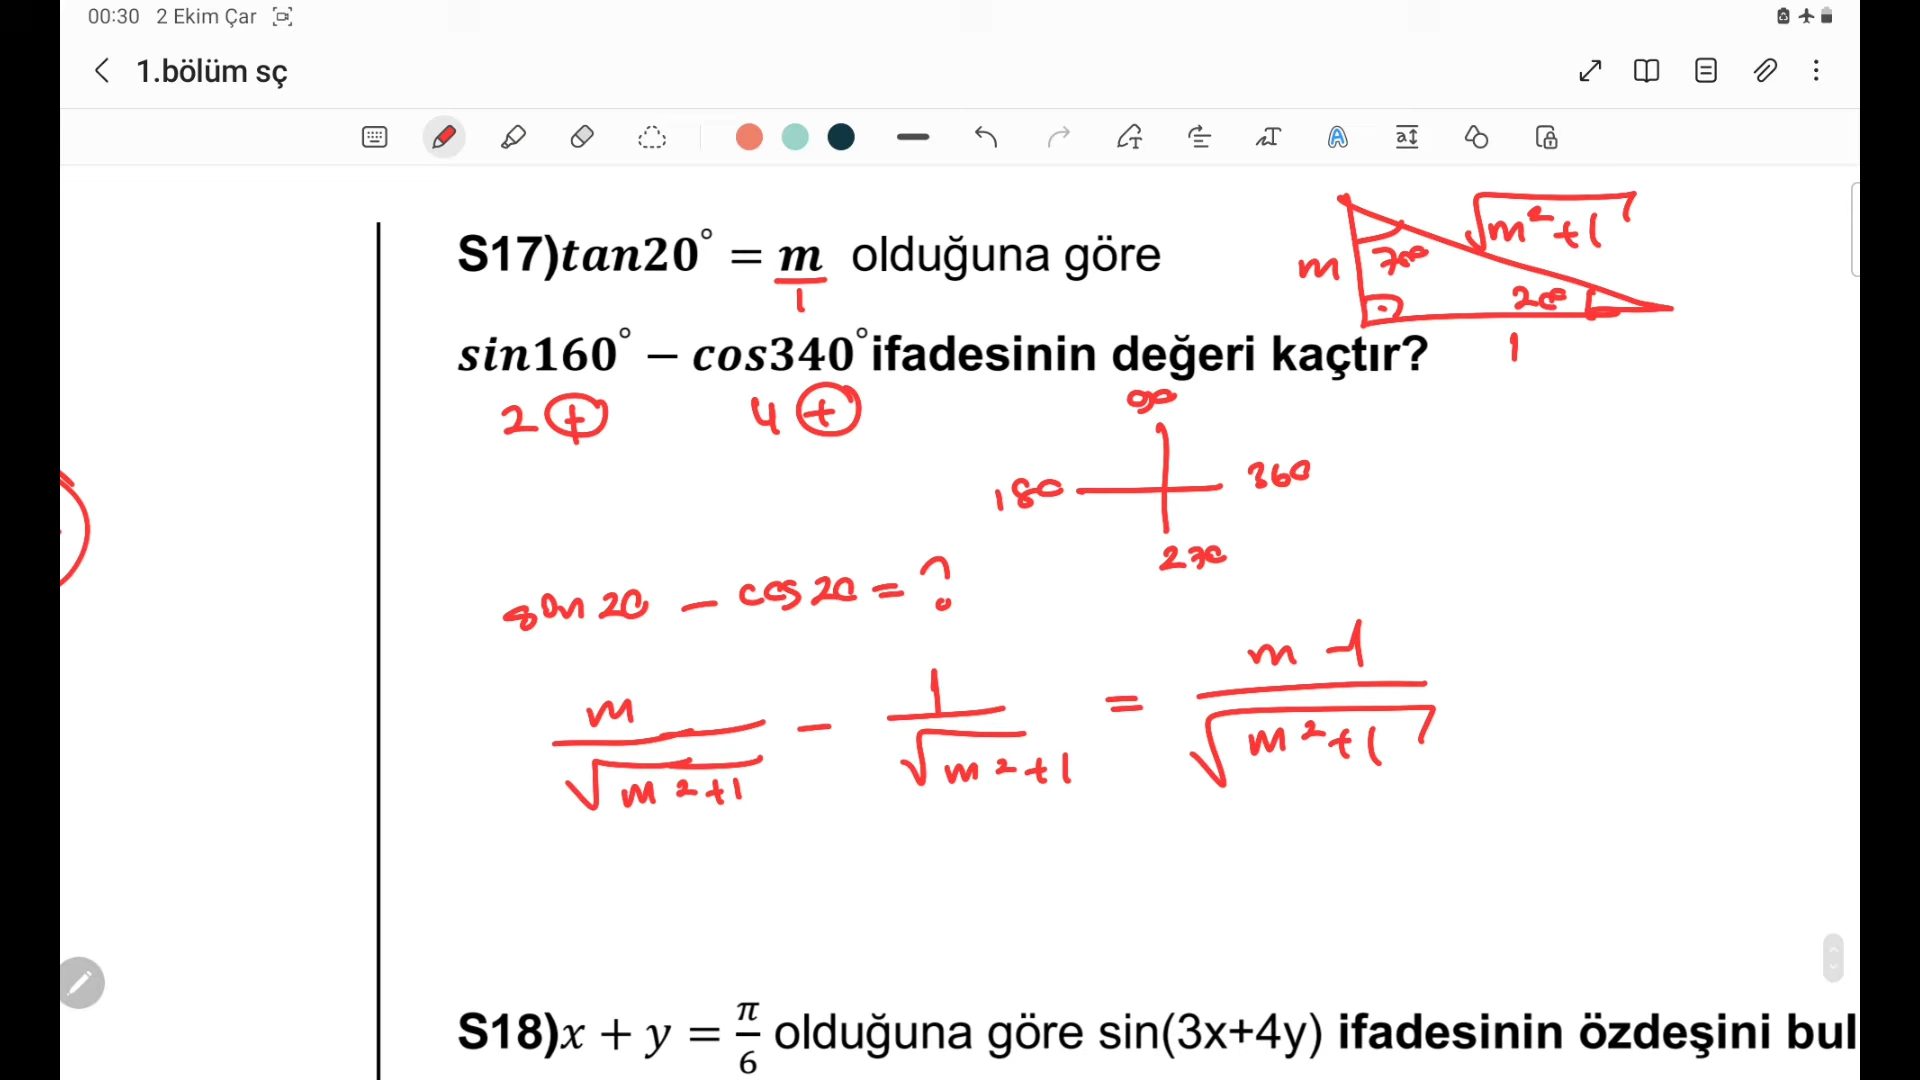 00:30 2 Ekim Çar
1.bölüm sç
S17)tan20° = m olduğuna göre
1
m 70° √m²+1
20°
1
sin160° − cos340°ifadesinin değeri kaçtır?
2 + 4 +
90
180 360
270
sin 20 − cos 20 = ?
m/√m²+1 − 1/√m²+1 = m-1/√m²+1
S18)x + y = π/6 olduğuna göre sin(3x+4y) ifadesinin özdeşini bul